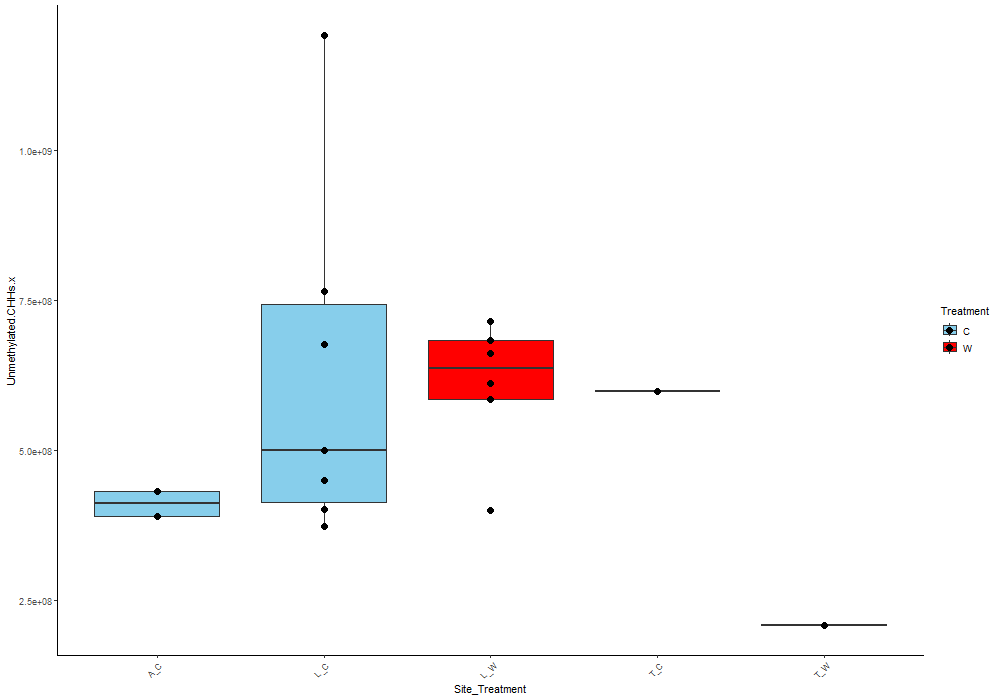 Unmethylated.CHHs.x
1.0e+09
7.5e+08
5.0e+08
2.5e+08
A_C
L_C
L_W
T_C
T_W
Site_Treatment
Treatment
C
W